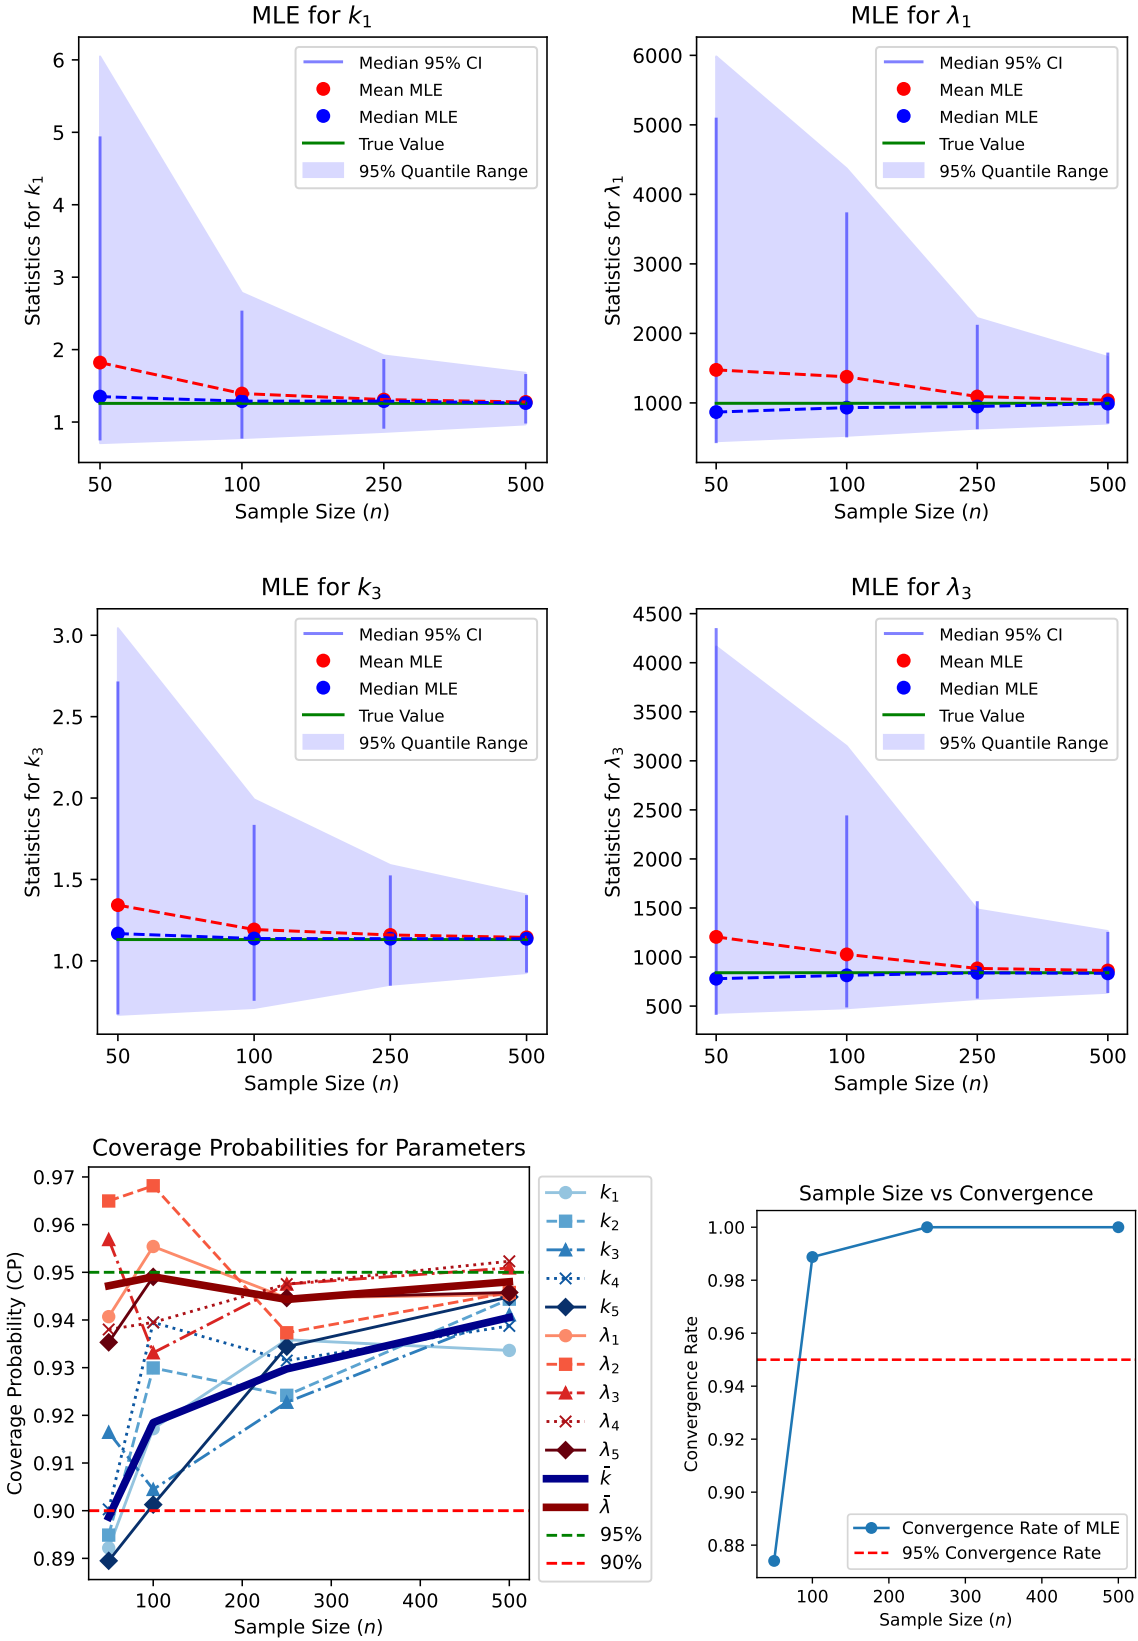 MLE for k1
MLE for λ1
Statistics for k1
6
5
4
3
2
1
Median 95% CI
Mean MLE
Median MLE
True Value
95% Quantile Range
50 100 250 500
Sample Size (n)
Statistics for λ1
6000
5000
4000
3000
2000
1000
Median 95% CI
Mean MLE
Median MLE
True Value
95% Quantile Range
50 100 250 500
Sample Size (n)
MLE for k3
MLE for λ3
Statistics for k3
3.0
2.5
2.0
1.5
1.0
Median 95% CI
Mean MLE
Median MLE
True Value
95% Quantile Range
50 100 250 500
Sample Size (n)
Statistics for λ3
4500
4000
3500
3000
2500
2000
1500
1000
500
Median 95% CI
Mean MLE
Median MLE
True Value
95% Quantile Range
50 100 250 500
Sample Size (n)
Coverage Probabilities for Parameters
Coverage Probability (CP)
0.97
0.96
0.95
0.94
0.93
0.92
0.91
0.90
0.89
100 200 300 400 500
Sample Size (n)
k1
k2
k3
k4
k5
λ1
λ2
λ3
λ4
λ5
k̄
λ̄
95%
90%
Sample Size vs Convergence
Convergence Rate
1.00
0.98
0.96
0.94
0.92
0.90
0.88
Convergence Rate of MLE
95% Convergence Rate
100 200 300 400 500
Sample Size (n)